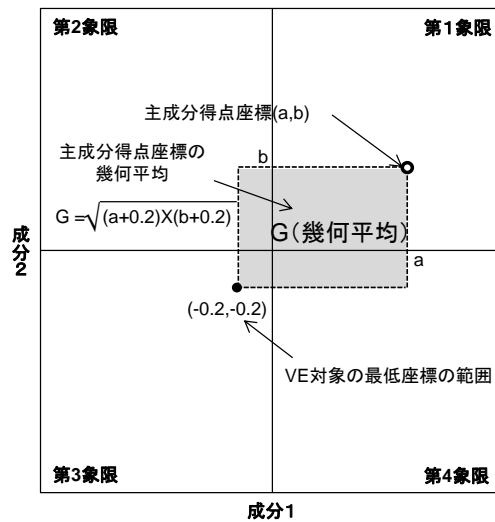 第2象限
第1象限
主成分得点座標(a,b)
主成分得点座標の
幾何平均
b
G =√(a+0.2)X(b+0.2)
G(幾何平均)
a
成分2
(-0.2,-0.2)
VE対象の最低座標の範囲
第3象限
第4象限
成分1